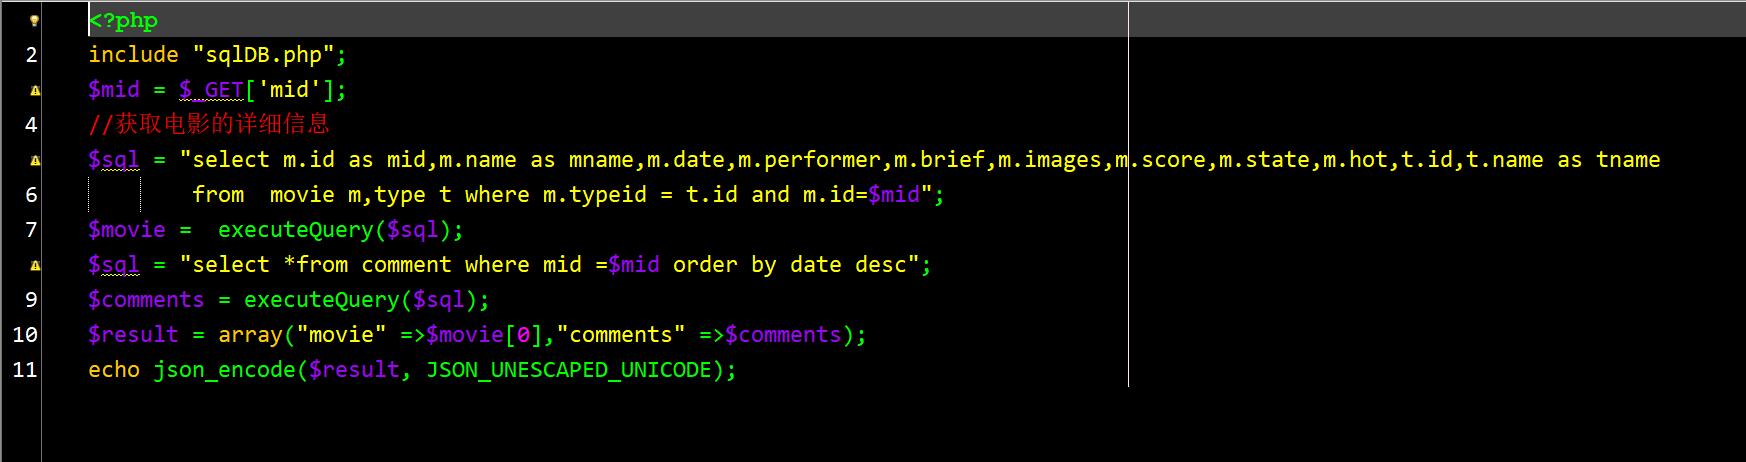 <?php
2 include "sqlDB.php";
$mid = $_GET['mid'];
4 //获取电影的详细信息
$sql = "select m.id as mid,m.name as mname,m.date,m.performer,m.brief,m.images,m.score,m.state,m.hot,t.id,t.name as tname
6 from  movie m,type t where m.typeid = t.id and m.id=$mid";
7 $movie =  executeQuery($sql);
$sql = "select *from comment where mid =$mid order by date desc";
9 $comments = executeQuery($sql);
10 $result = array("movie" =>$movie[0],"comments" =>$comments);
11 echo json_encode($result, JSON_UNESCAPED_UNICODE);